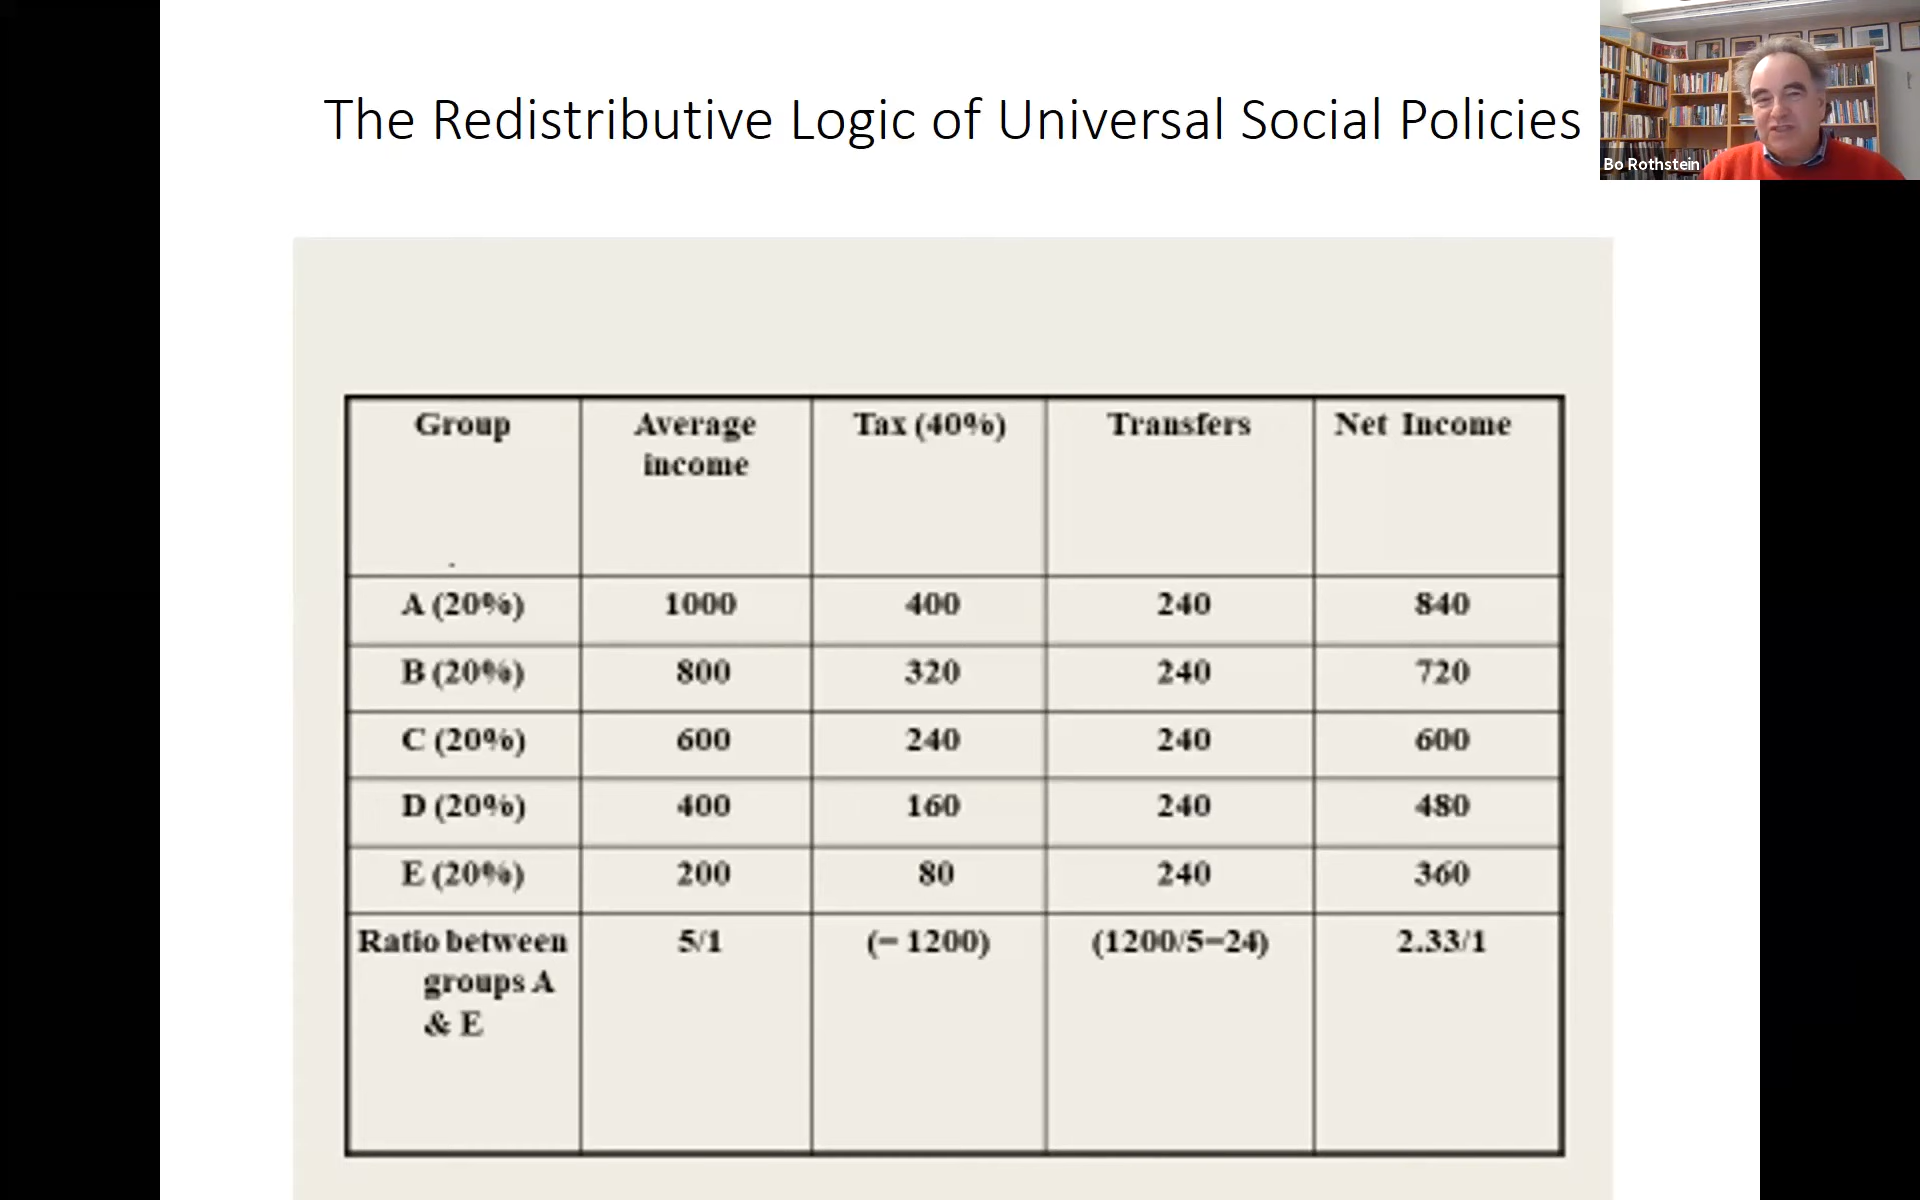 The Redistributive Logic of Universal Social Policies
Bo Rothstein
Group Average income Tax (40%) Transfers Net Income
A (20%) 1000 400 240 840
B (20%) 800 320 240 720
C (20%) 600 240 240 600
D (20%) 400 160 240 480
E (20%) 200 80 240 360
Ratio between groups A & E 5/1 (= 1200) (1200/5=24) 2.33/1